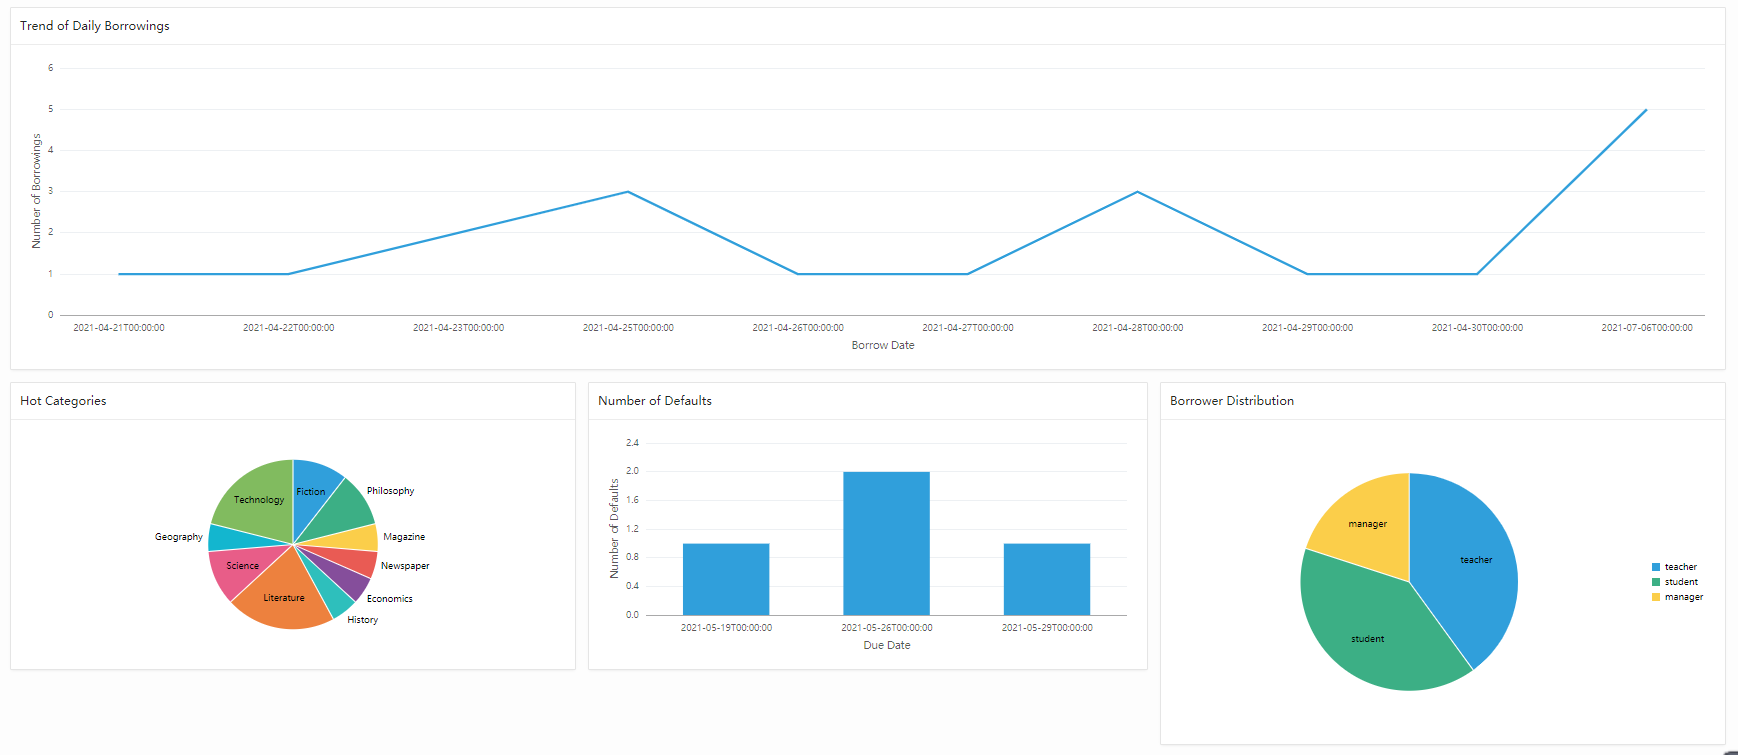 Trend of Daily Borrowings
6
5
4
3
2
1
0
Number of Borrowings
2021-04-21T00:00:00
2021-04-22T00:00:00
2021-04-23T00:00:00
2021-04-25T00:00:00
2021-04-26T00:00:00
2021-04-27T00:00:00
2021-04-28T00:00:00
2021-04-29T00:00:00
2021-04-30T00:00:00
2021-07-06T00:00:00
Borrow Date
Hot Categories
Fiction
Philosophy
Magazine
Newspaper
Economics
History
Literature
Science
Geography
Technology
Number of Defaults
2.4
2.0
1.6
1.2
0.8
0.4
0.0
Number of Defaults
2021-05-19T00:00:00
2021-05-26T00:00:00
2021-05-29T00:00:00
Due Date
Borrower Distribution
manager
teacher
student
teacher
student
manager